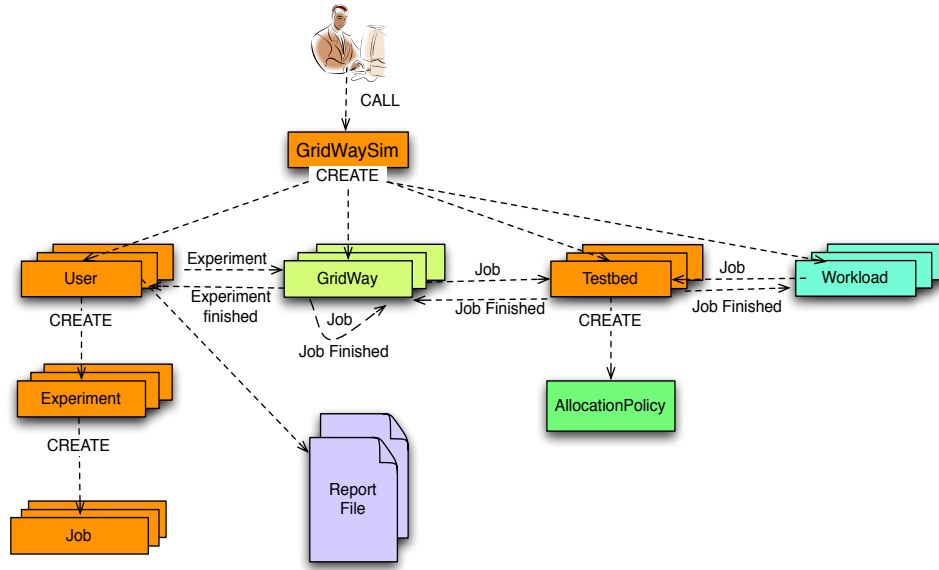 CALL
GridWaySim
CREATE
User
Experiment
GridWay
Job
Testbed
Job
Workload
Experiment
finished
Job
Job Finished
Job Finished
Job Finished
CREATE
CREATE
Experiment
AllocationPolicy
CREATE
Report
File
Job